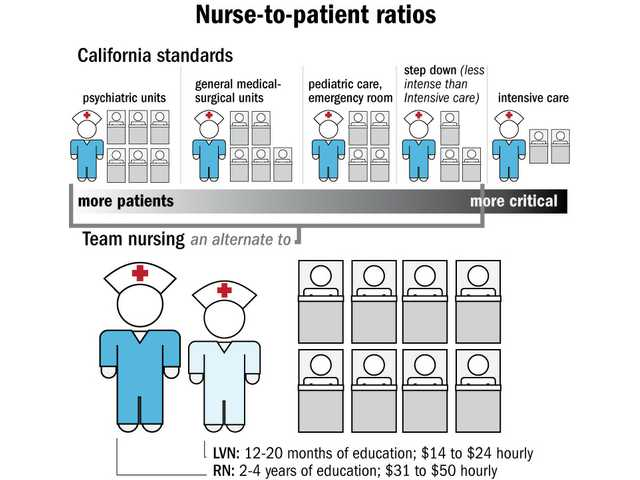 Nurse-to-patient ratios
California standards
psychiatric units
general medical-
surgical units
pediatric care,
emergency room
step down (less
intense than
Intensive care)
intensive care
more patients
more critical
Team nursing an alternate to
LVN: 12-20 months of education; $14 to $24 hourly
RN: 2-4 years of education; $31 to $50 hourly